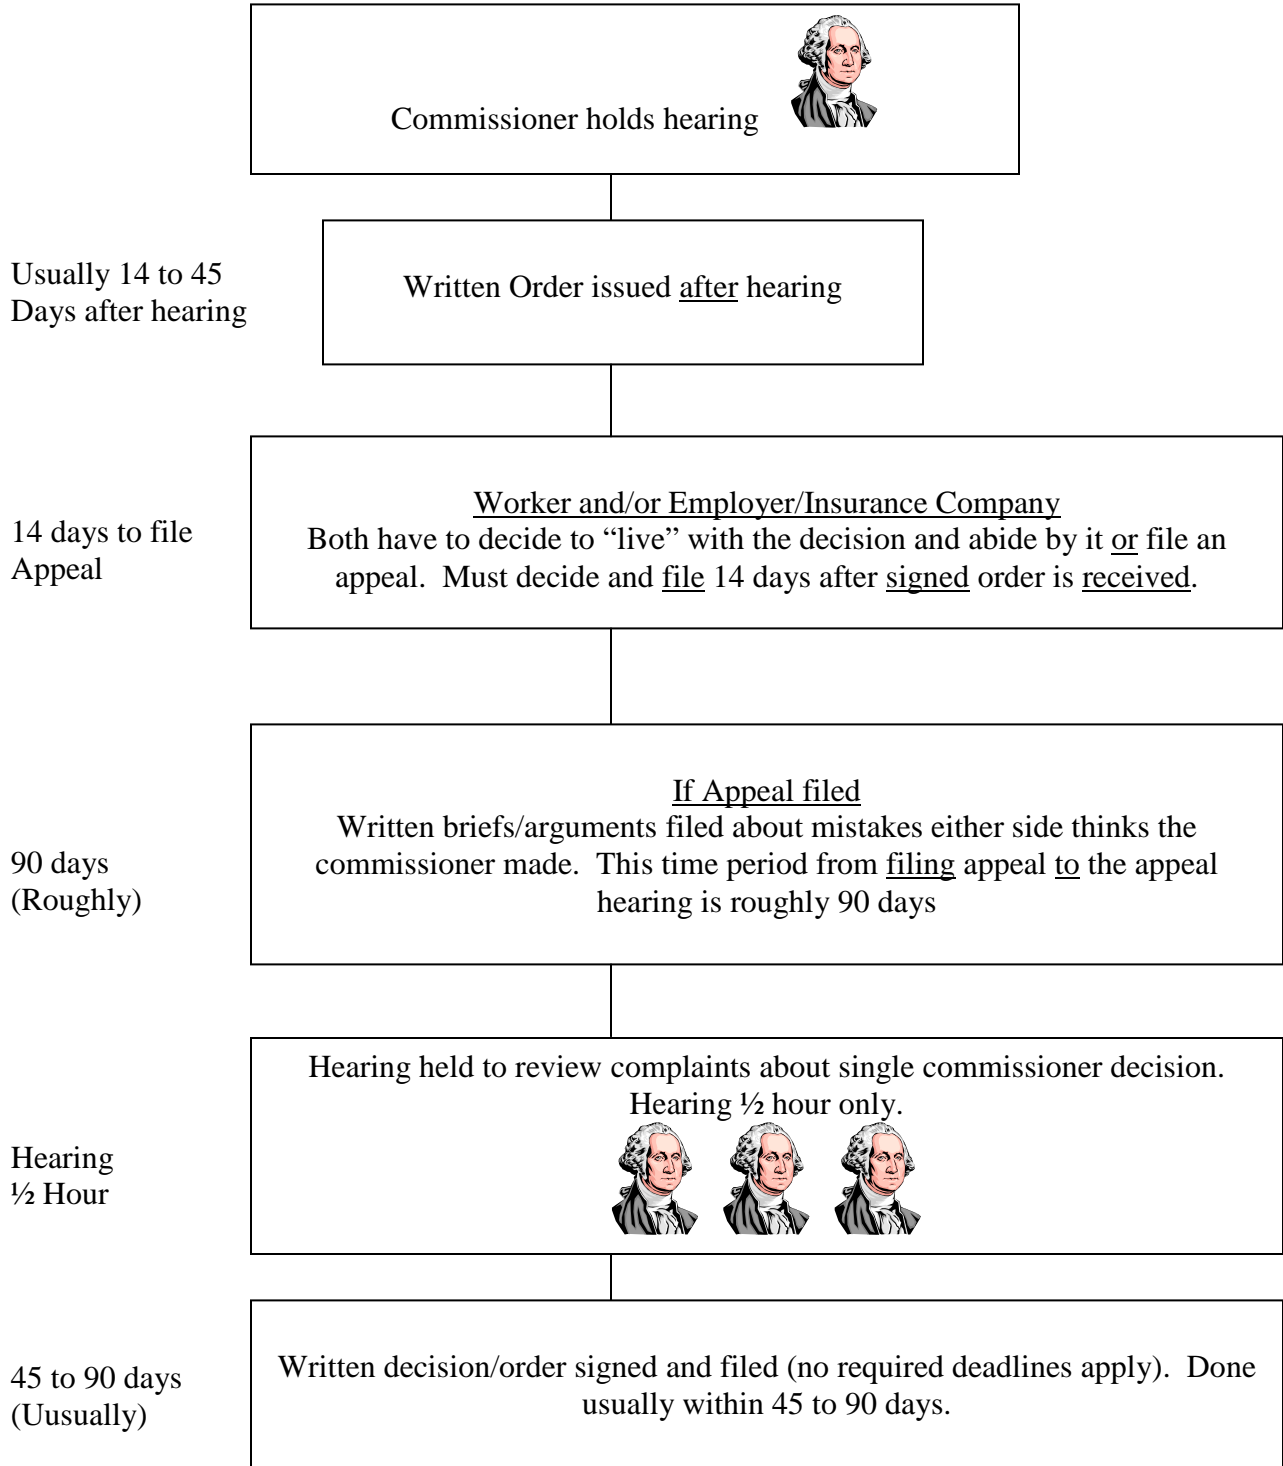 Commissioner holds hearing
Usually 14 to 45
Days after hearing
Written Order issued after hearing
14 days to file
Appeal
Worker and/or Employer/Insurance Company
Both have to decide to “live” with the decision and abide by it or file an
appeal.  Must decide and file 14 days after signed order is received.
90 days
(Roughly)
If Appeal filed
Written briefs/arguments filed about mistakes either side thinks the
commissioner made.  This time period from filing appeal to the appeal
hearing is roughly 90 days
Hearing
½ Hour
Hearing held to review complaints about single commissioner decision.
Hearing ½ hour only.
45 to 90 days
(Uusually)
Written decision/order signed and filed (no required deadlines apply).  Done
usually within 45 to 90 days.